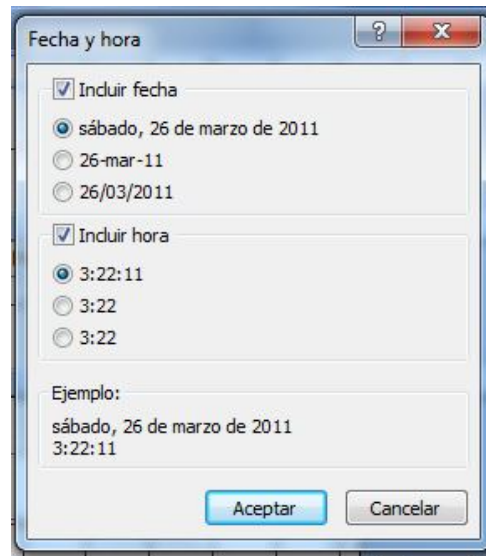 Fecha y hora
Incluir fecha
sábado, 26 de marzo de 2011
26-mar-11
26/03/2011
Incluir hora
3:22:11
3:22
3:22
Ejemplo:
sábado, 26 de marzo de 2011
3:22:11
Aceptar Cancelar